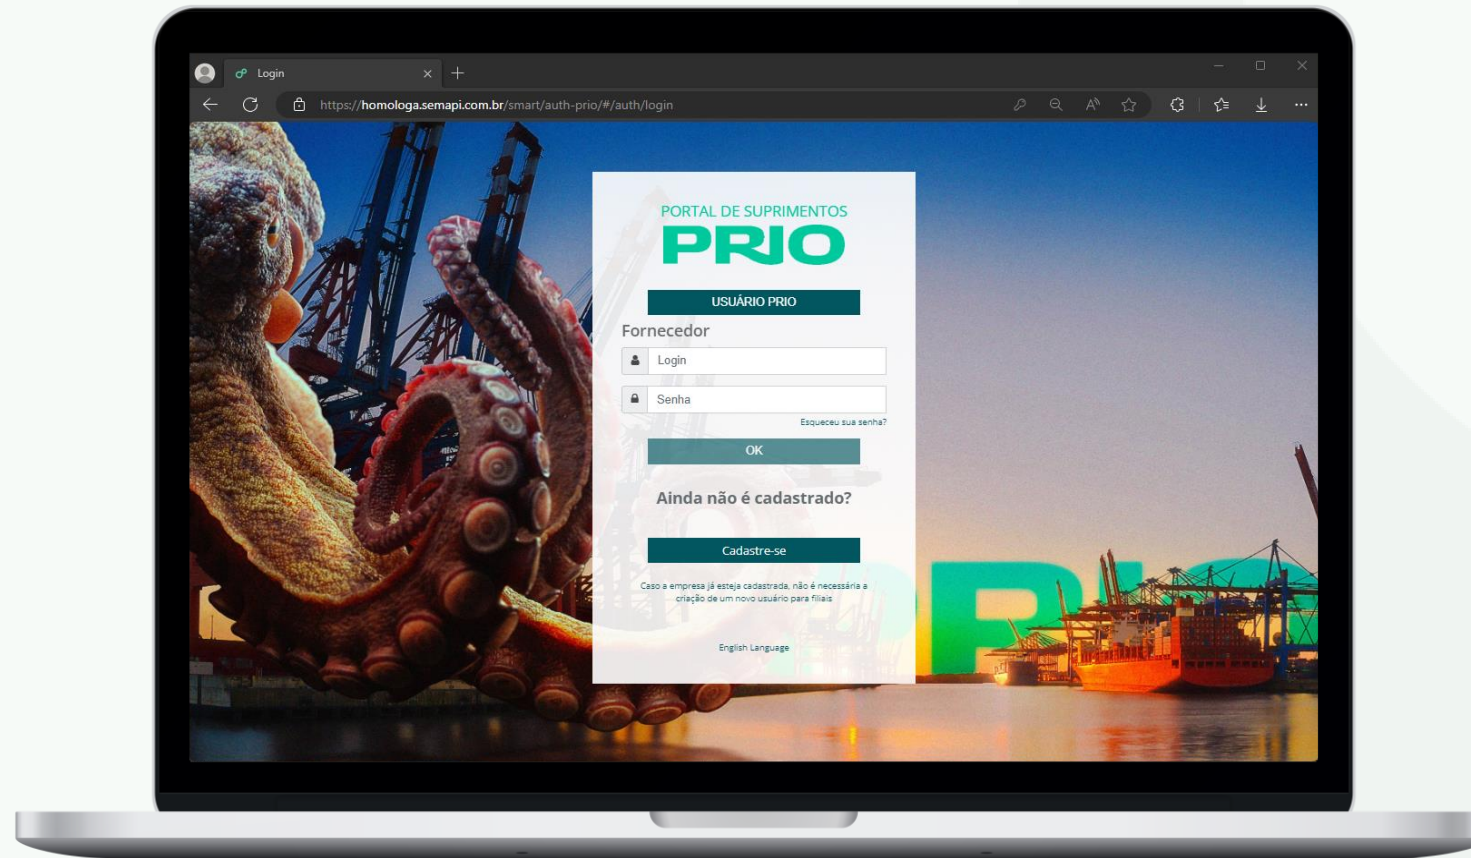 Login
https://homologa.semapi.com.br/smart/auth-prio/#/auth/login
PORTAL DE SUPRIMENTOS
PRIO
USUÁRIO PRIO
Fornecedor
Login
Senha
Esqueceu sua senha?
OK
Ainda não é cadastrado?
Cadastre-se
Caso a empresa já esteja cadastrada, não é necessária a
criação de um novo usuário para filiais
English Language
PRIO